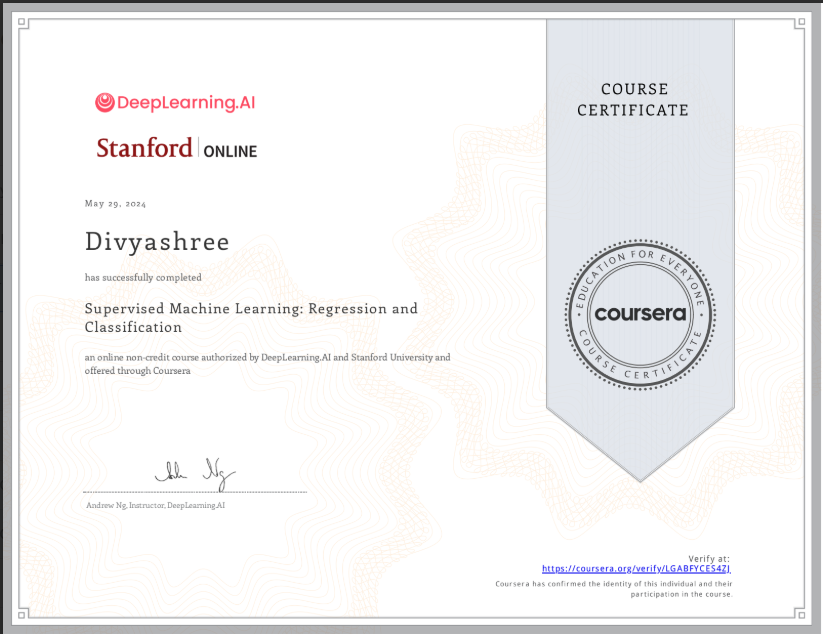 DeepLearning.AI
Stanford ONLINE
May 29, 2024
Divyashree
has successfully completed
Supervised Machine Learning: Regression and
Classification
an online non-credit course authorized by DeepLearning.AI and Stanford University and
offered through Coursera
Andrew Ng, Instructor, DeepLearning.AI
COURSE
CERTIFICATE
EDUCATION FOR EVERYONE
coursera
COURSE CERTIFICATE
Verify at:
https://coursera.org/verify/LGABFYCES4ZJ
Coursera has confirmed the identity of this individual and their
participation in the course.